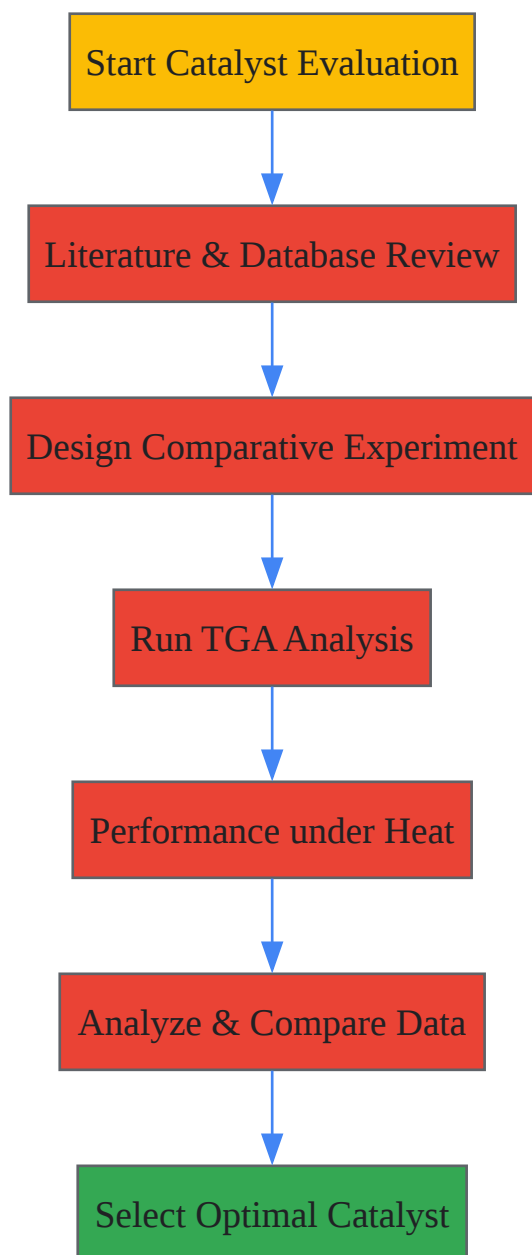 Start Catalyst Evaluation
Literature & Database Review
Design Comparative Experiment
Run TGA Analysis
Performance under Heat
Analyze & Compare Data
Select Optimal Catalyst